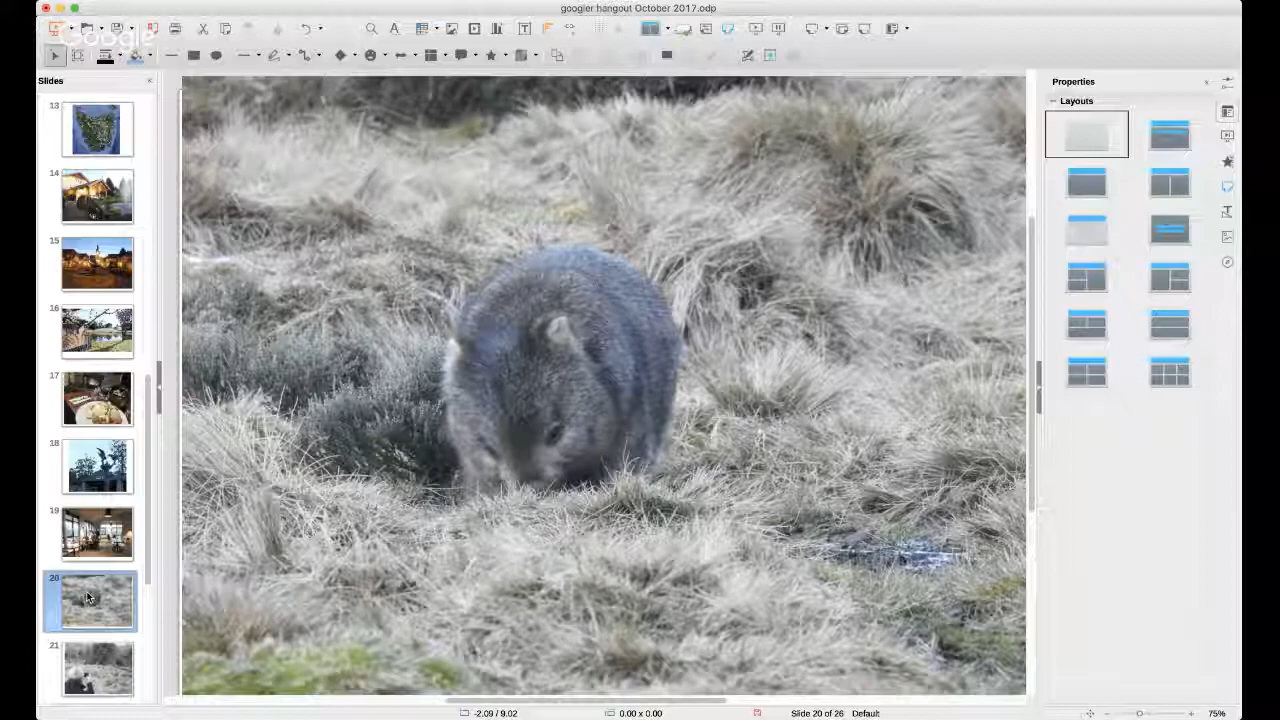 googler hangout October 2017.odp
Google
Slides
Properties
Layouts
13
14
15
16
17
18
19
20
21
-2.09 / 9.02
0.00 x 0.00
Slide 20 of 26
Default
75%